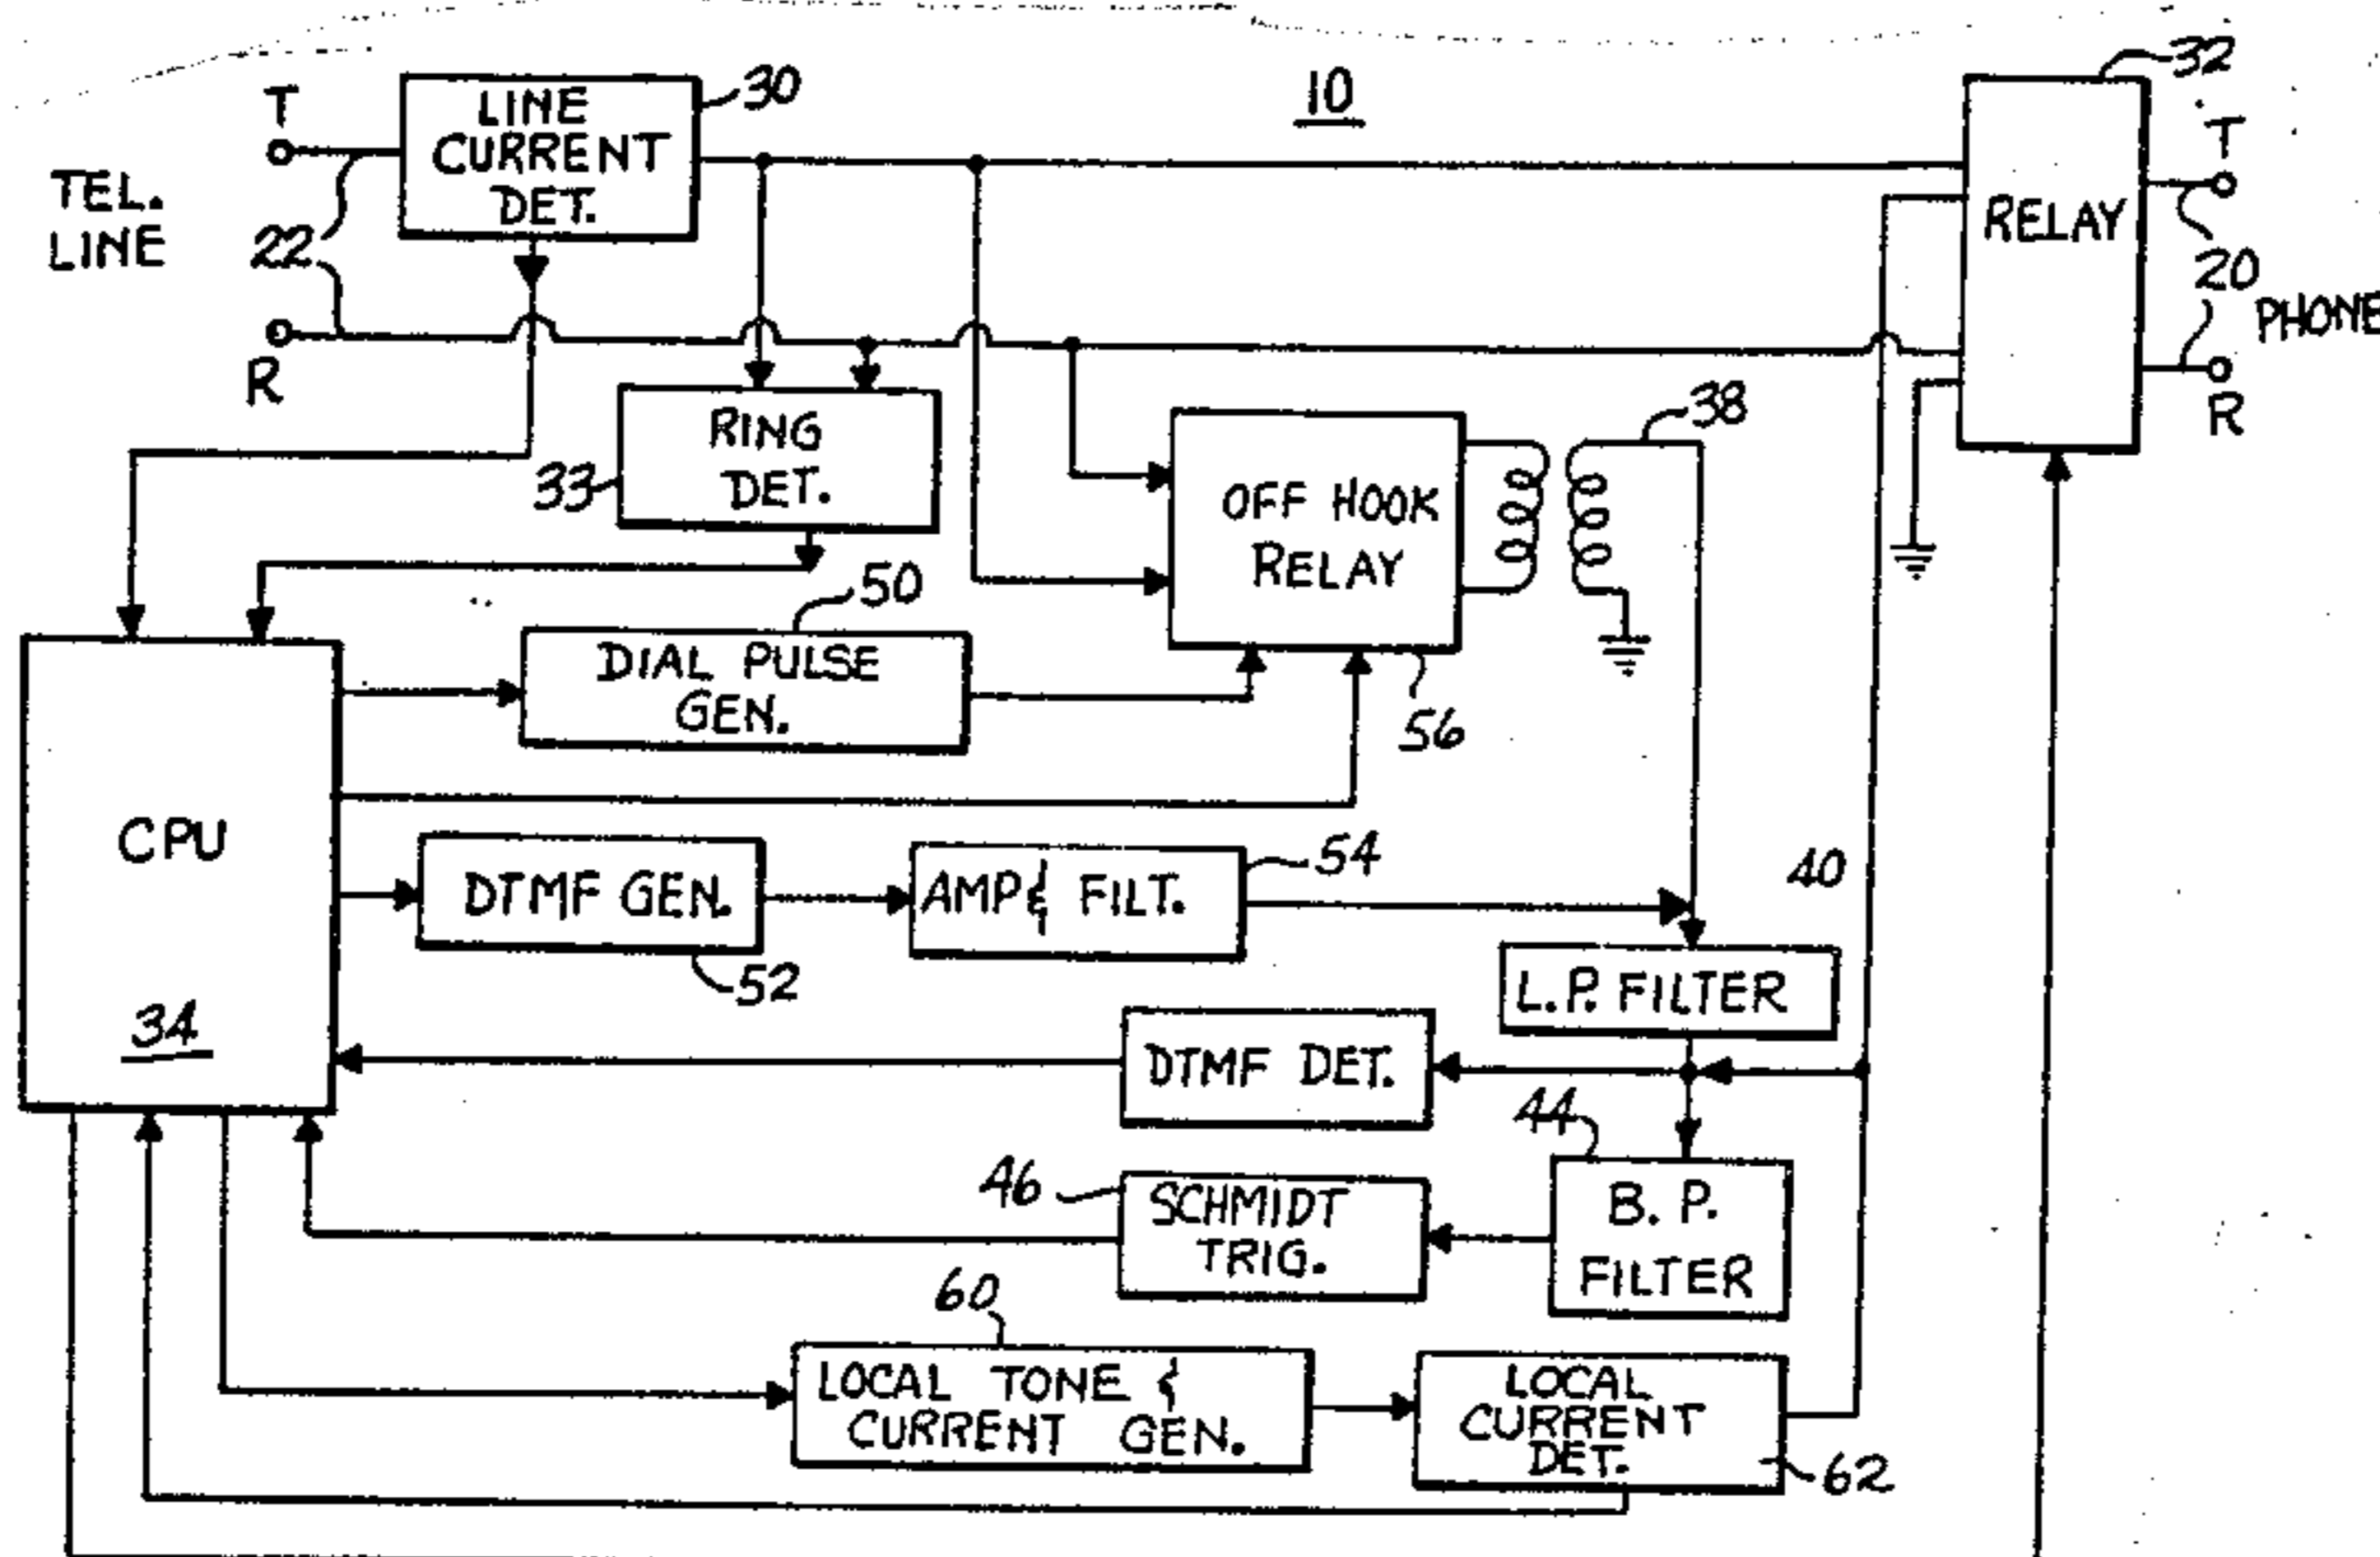 10
32
T
LINE
CURRENT
DET.
30
T
TEL.
LINE
22
R
RELAY
20
PHONE
R
RING
DET.
33
38
OFF HOOK
RELAY
56
50
DIAL PULSE
GEN.
CPU
34
DTMF GEN.
52
AMP & FILT.
54
40
L.P. FILTER
DTMF DET.
44
B. P.
FILTER
46
SCHMIDT
TRIG.
60
LOCAL TONE &
CURRENT GEN.
LOCAL
CURRENT
DET.
62